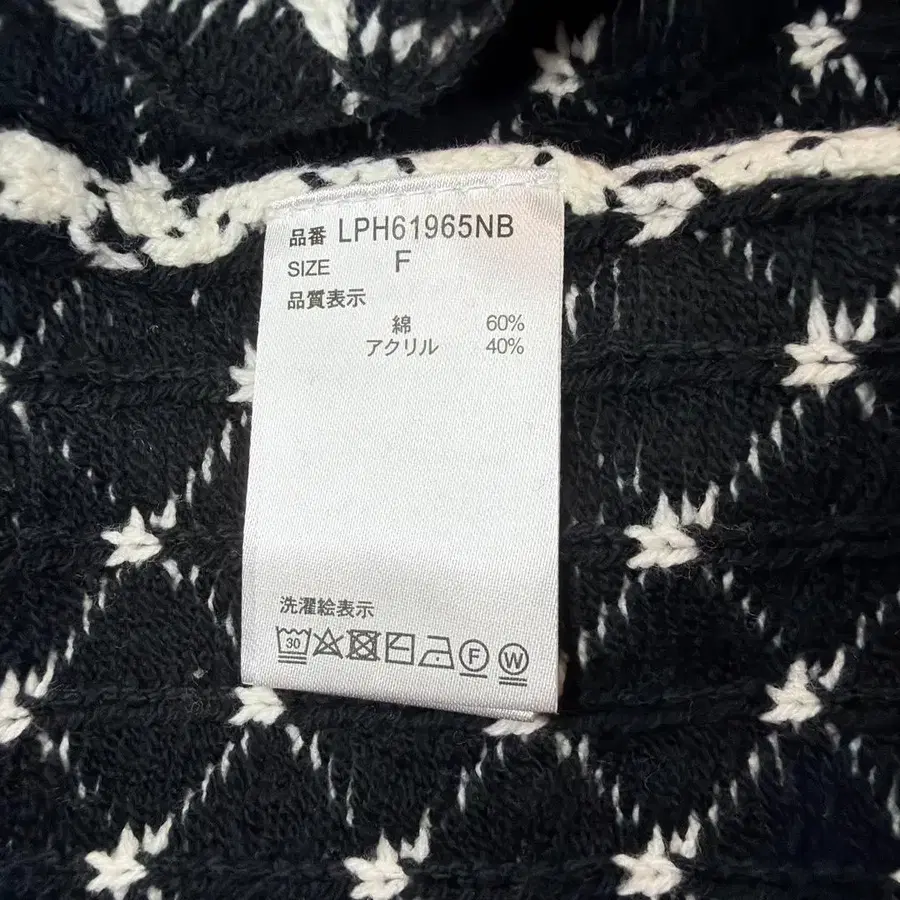 品番 LPH61965NB
SIZE F
品質表示
綿 60%
アクリル 40%
洗濯絵表示
30 F W